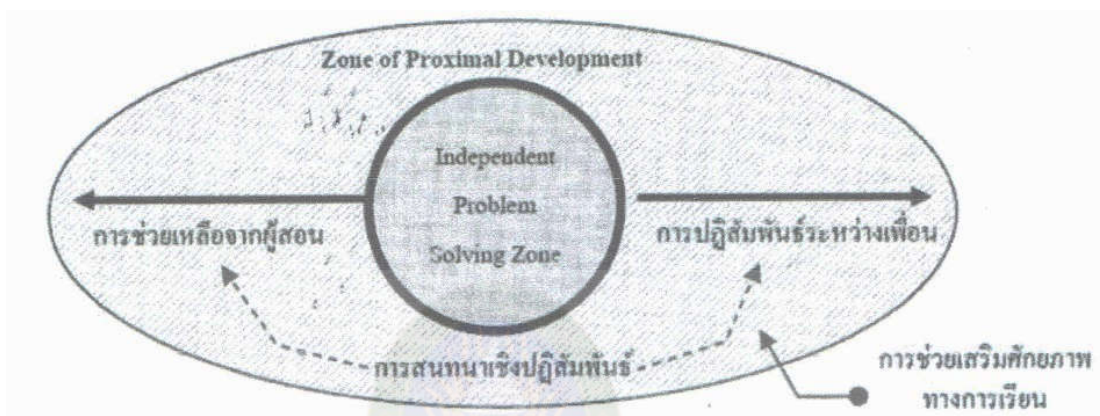 Zone of Proximal Development
Independent
Problem
Solving Zone
การช่วยเหลือจากผู้สอน
การปฏิสัมพันธ์ระหว่างเพื่อน
การสนทนาเชิงปฏิสัมพันธ์
การช่วยเสริมศักยภาพ
ทางการเรียน